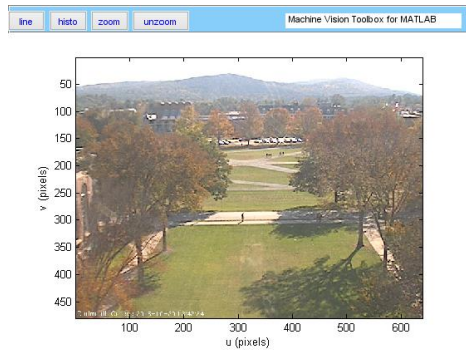 line histo zoom unzoom Machine Vision Toolbox for MATLAB
50
100
150
200
250
300
350
400
450
v (pixels)
100 200 300 400 500 600
u (pixels)